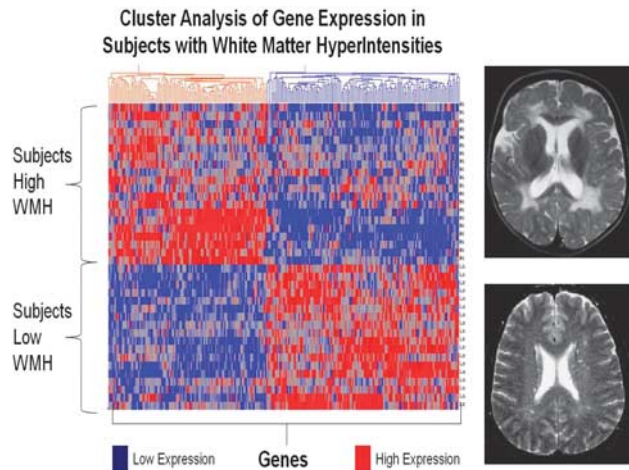 Cluster Analysis of Gene Expression in
Subjects with White Matter HyperIntensities
Subjects
High
WMH
Subjects
Low
WMH
Low Expression
Genes
High Expression